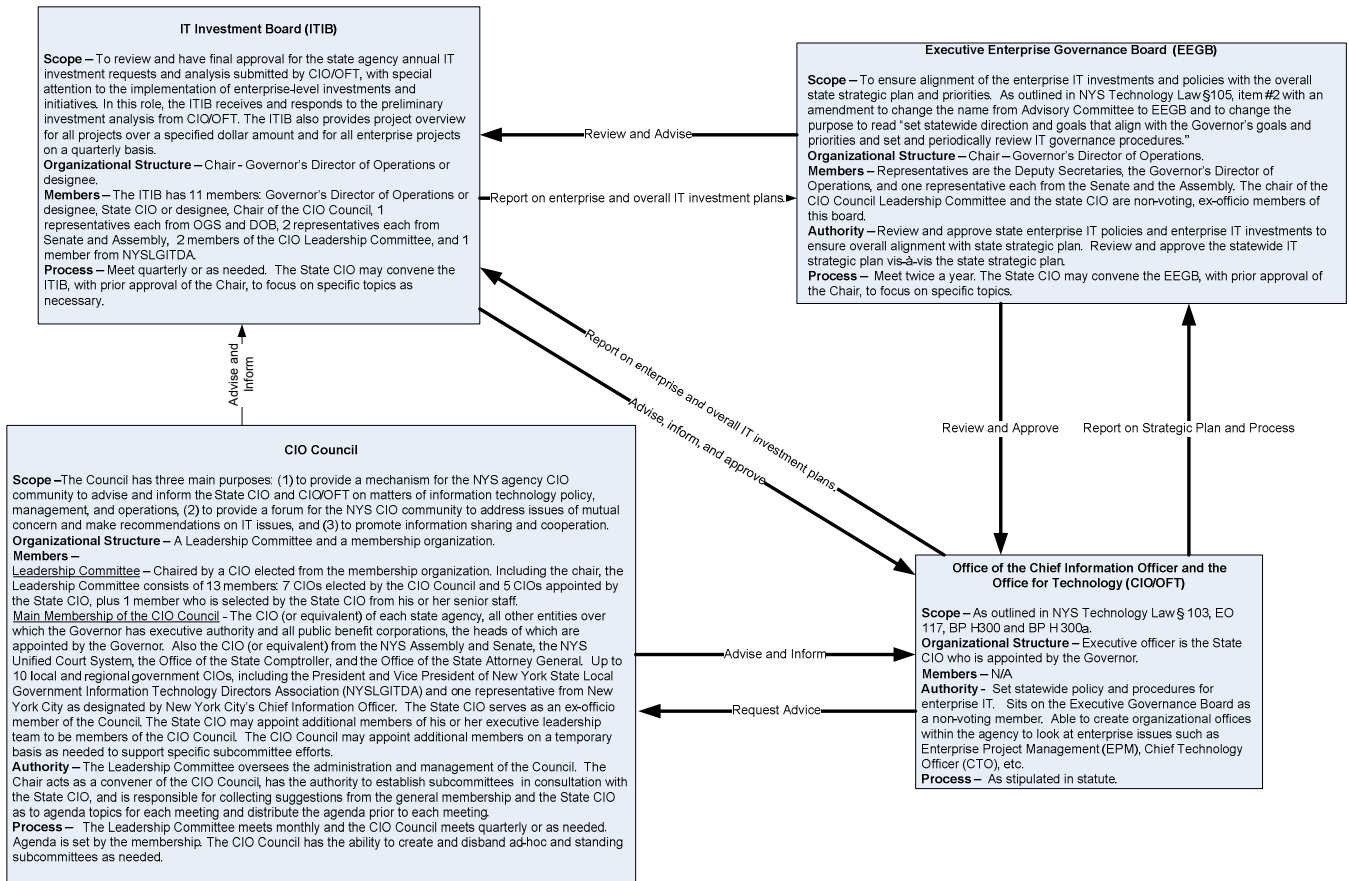 IT Investment Board (ITIB)
Scope – To review and have final approval for the state agency annual IT
investment requests and analysis submitted by CIO/OFT, with special
attention to the implementation of enterprise-level investments and
initiatives. In this role, the ITIB receives and responds to the preliminary
investment analysis from CIO/OFT. The ITIB also provides project overview
for all projects over a specified dollar amount and for all enterprise projects
on a quarterly basis.
Organizational Structure – Chair - Governor's Director of Operations or
designee.
Members – The ITIB has 11 members: Governor's Director of Operations or
designee, State CIO or designee, Chair of the CIO Council, 1
representatives each from OGS and DOB, 2 representatives each from
Senate and Assembly, 2 members of the CIO Leadership Committee, and 1
member from NYSLGITDA.
Process – Meet quarterly or as needed. The State CIO may convene the
ITIB, with prior approval of the Chair, to focus on specific topics as
necessary.
Review and Advise
Report on enterprise and overall IT investment plans.
Executive Enterprise Governance Board (EEGB)
Scope – To ensure alignment of the enterprise IT investments and policies with the overall
state strategic plan and priorities. As outlined in NYS Technology Law §105, item #2 with an
amendment to change the name from Advisory Committee to EEGB and to change the
purpose to read "set statewide direction and goals that align with the Governor's goals and
priorities and set and periodically review IT governance procedures."
Organizational Structure – Chair – Governor's Director of Operations.
Members – Representatives are the Deputy Secretaries, the Governor's Director of
Operations, and one representative each from the Senate and the Assembly. The chair of the
CIO Council Leadership Committee and the state CIO are non-voting, ex-officio members of
this board.
Authority – Review and approve state enterprise IT policies and enterprise IT investments to
ensure overall alignment with state strategic plan. Review and approve the statewide IT
strategic plan vis-à-vis the state strategic plan.
Process – Meet twice a year. The State CIO may convene the EEGB, with prior approval of
the Chair, to focus on specific topics.
Advise and
Inform
Report on enterprise and overall IT investment plans.
Advise, inform, and approve
Review and Approve
Report on Strategic Plan and Process
CIO Council
Scope –The Council has three main purposes: (1) to provide a mechanism for the NYS agency CIO
community to advise and inform the State CIO and CIO/OFT on matters of information technology policy,
management, and operations, (2) to provide a forum for the NYS CIO community to address issues of mutual
concern and make recommendations on IT issues, and (3) to promote information sharing and cooperation.
Organizational Structure – A Leadership Committee and a membership organization.
Members –
Leadership Committee – Chaired by a CIO elected from the membership organization. Including the chair, the
Leadership Committee consists of 13 members: 7 CIOs elected by the CIO Council and 5 CIOs appointed by
the State CIO, plus 1 member who is selected by the State CIO from his or her senior staff.
Main Membership of the CIO Council - The CIO (or equivalent) of each state agency, all other entities over
which the Governor has executive authority and all public benefit corporations, the heads of which are
appointed by the Governor. Also the CIO (or equivalent) from the NYS Assembly and Senate, the NYS
Unified Court System, the Office of the State Comptroller, and the Office of the State Attorney General. Up to
10 local and regional government CIOs, including the President and Vice President of New York State Local
Government Information Technology Directors Association (NYSLGITDA) and one representative from New
York City as designated by New York City's Chief Information Officer. The State CIO serves as an ex-officio
member of the Council. The State CIO may appoint additional members of his or her executive leadership
team to be members of the CIO Council. The CIO Council may appoint additional members on a temporary
basis as needed to support specific subcommittee efforts.
Authority – The Leadership Committee oversees the administration and management of the Council. The
Chair acts as a convener of the CIO Council, has the authority to establish subcommittees in consultation with
the State CIO, and is responsible for collecting suggestions from the general membership and the State CIO
as to agenda topics for each meeting and distribute the agenda prior to each meeting.
Process – The Leadership Committee meets monthly and the CIO Council meets quarterly or as needed.
Agenda is set by the membership. The CIO Council has the ability to create and disband ad-hoc and standing
subcommittees as needed.
Advise and Inform
Request Advice
Office of the Chief Information Officer and the
Office for Technology (CIO/OFT)
Scope – As outlined in NYS Technology Law § 103, EO
117, BP H300 and BP H 300a.
Organizational Structure – Executive officer is the State
CIO who is appointed by the Governor.
Members – N/A
Authority - Set statewide policy and procedures for
enterprise IT. Sits on the Executive Governance Board as
a non-voting member. Able to create organizational offices
within the agency to look at enterprise issues such as
Enterprise Project Management (EPM), Chief Technology
Officer (CTO), etc.
Process – As stipulated in statute.